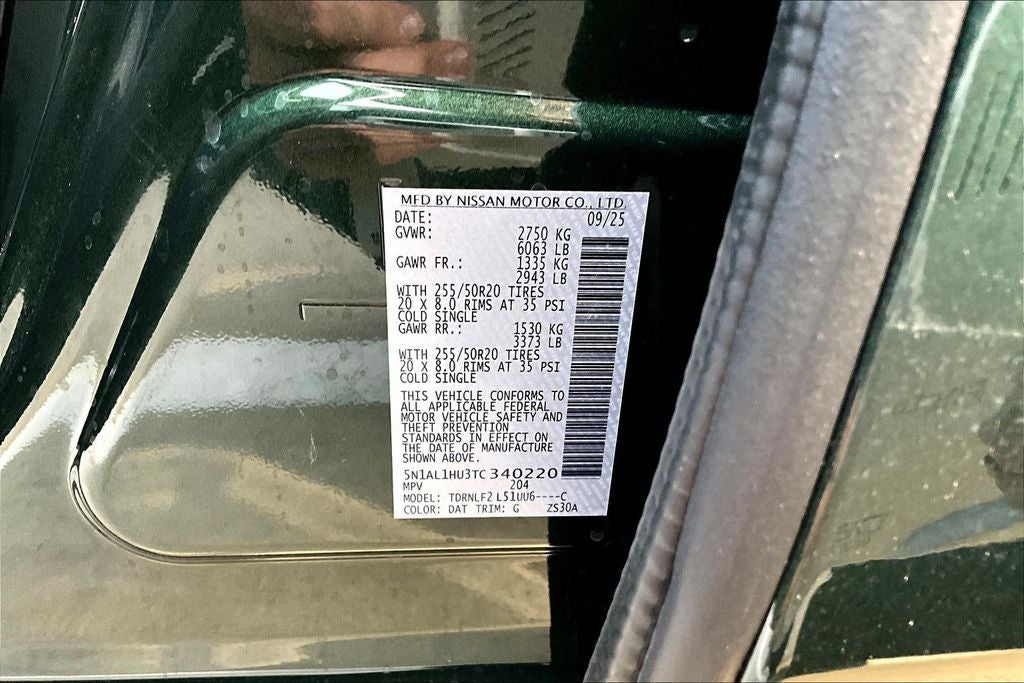 MFD BY NISSAN MOTOR CO., LTD.
DATE: 09/25
GVWR: 2750 KG
6063 LB
GAWR FR.: 1335 KG
2943 LB
WITH 255/50R20 TIRES
20 X 8.0 RIMS AT 35 PSI
COLD SINGLE
GAWR RR.: 1530 KG
3373 LB
WITH 255/50R20 TIRES
20 X 8.0 RIMS AT 35 PSI
COLD SINGLE
THIS VEHICLE CONFORMS TO
ALL APPLICABLE FEDERAL
MOTOR VEHICLE SAFETY AND
THEFT PREVENTION
STANDARDS IN EFFECT ON
THE DATE OF MANUFACTURE
SHOWN ABOVE.
5N1AL1HU3TC340220
MPV 204
MODEL: TDRNLF2 L51UU6----C
COLOR: DAT TRIM: G ZS30A